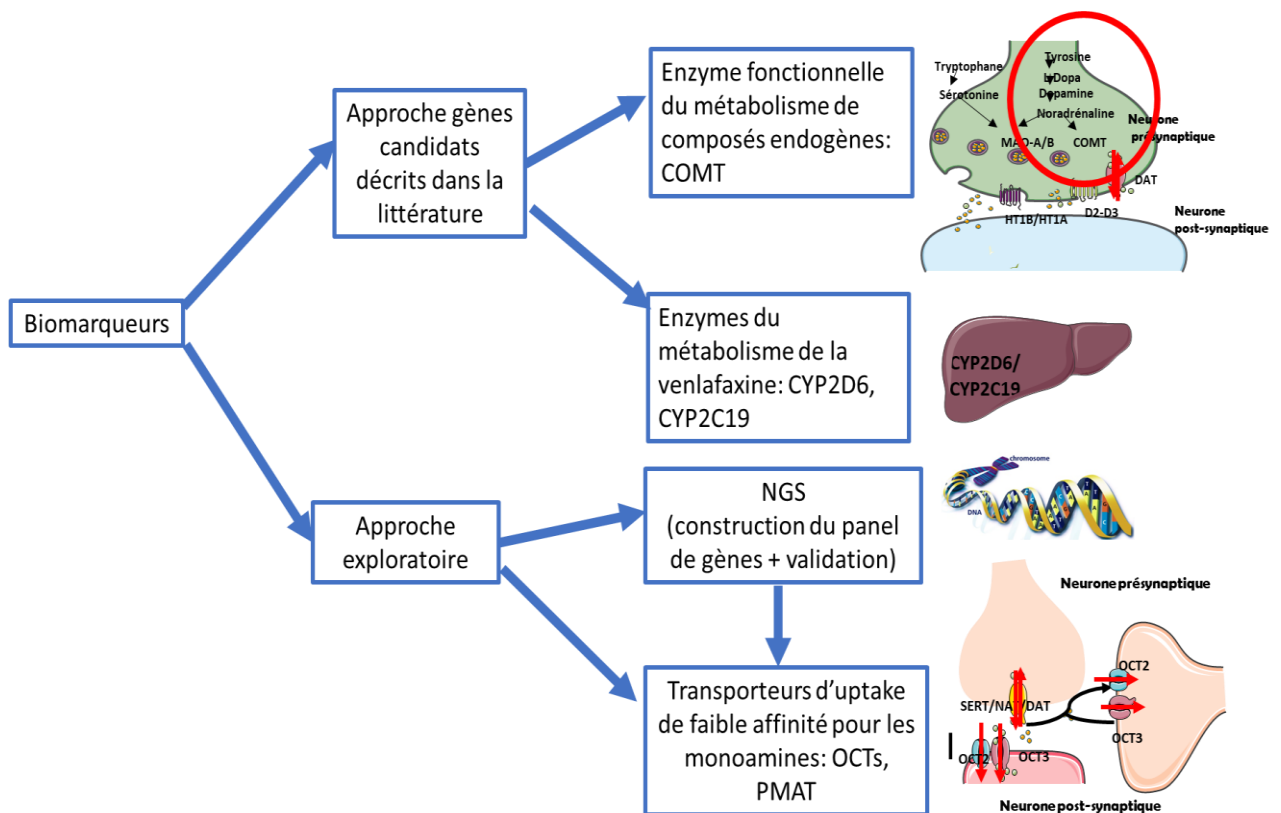 Biomarqueurs
Approche gènes
candidats
décrits dans la
littérature
Enzyme fonctionnelle
du métabolisme de
composés endogènes:
COMT
Tryptophane
Sérotonine
Tyrosine
L-Dopa
Dopamine
Noradrénaline
MAO-A/B
COMT
Neurone
présynaptique
DAT
HT1B/HT1A
D2-D3
Neurone
post-synaptique
Enzymes du
métabolisme de la
venlafaxine: CYP2D6,
CYP2C19
CYP2D6/
CYP2C19
Approche
exploratoire
NGS
(construction du panel
de gènes + validation)
chromosome
DNA
Transporteurs d'uptake
de faible affinité pour les
monoamines: OCTs,
PMAT
Neurone présynaptique
OCT2
SERT/NAT/DAT
OCT3
OCT2
OCT3
Neurone post-synaptique